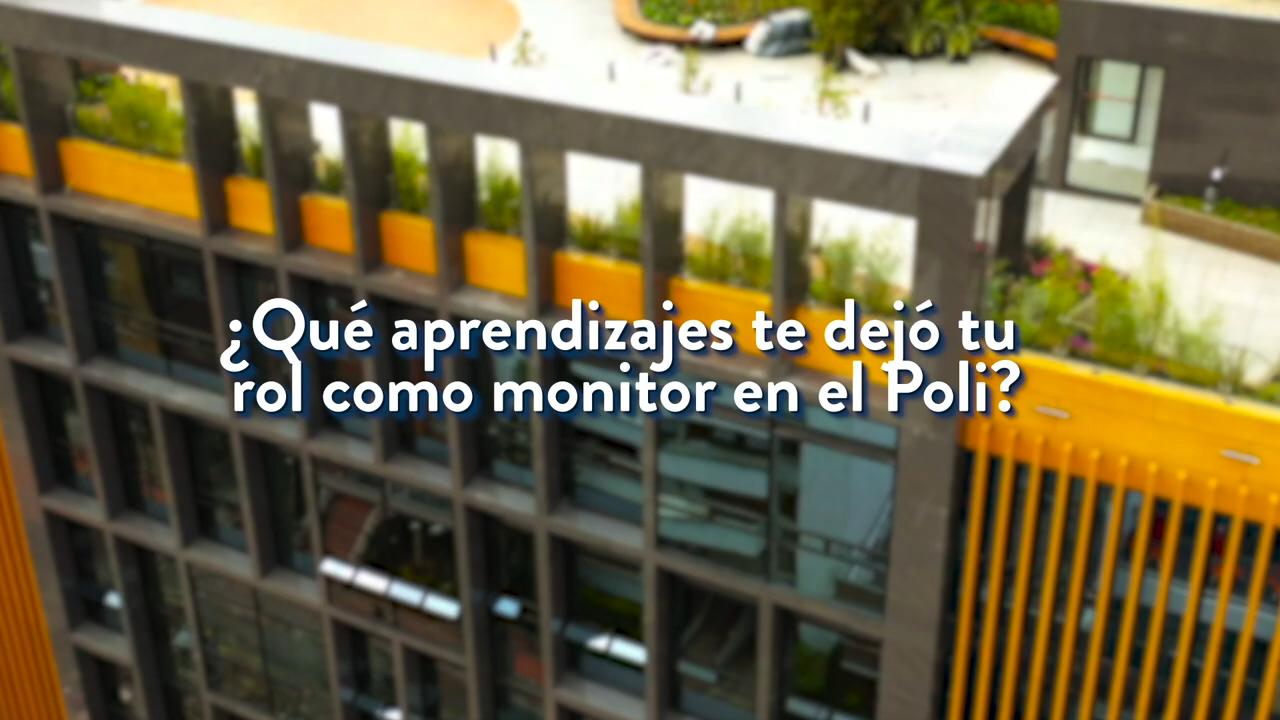 ¿Qué aprendizajes te dejó tu
rol como monitor en el Poli?